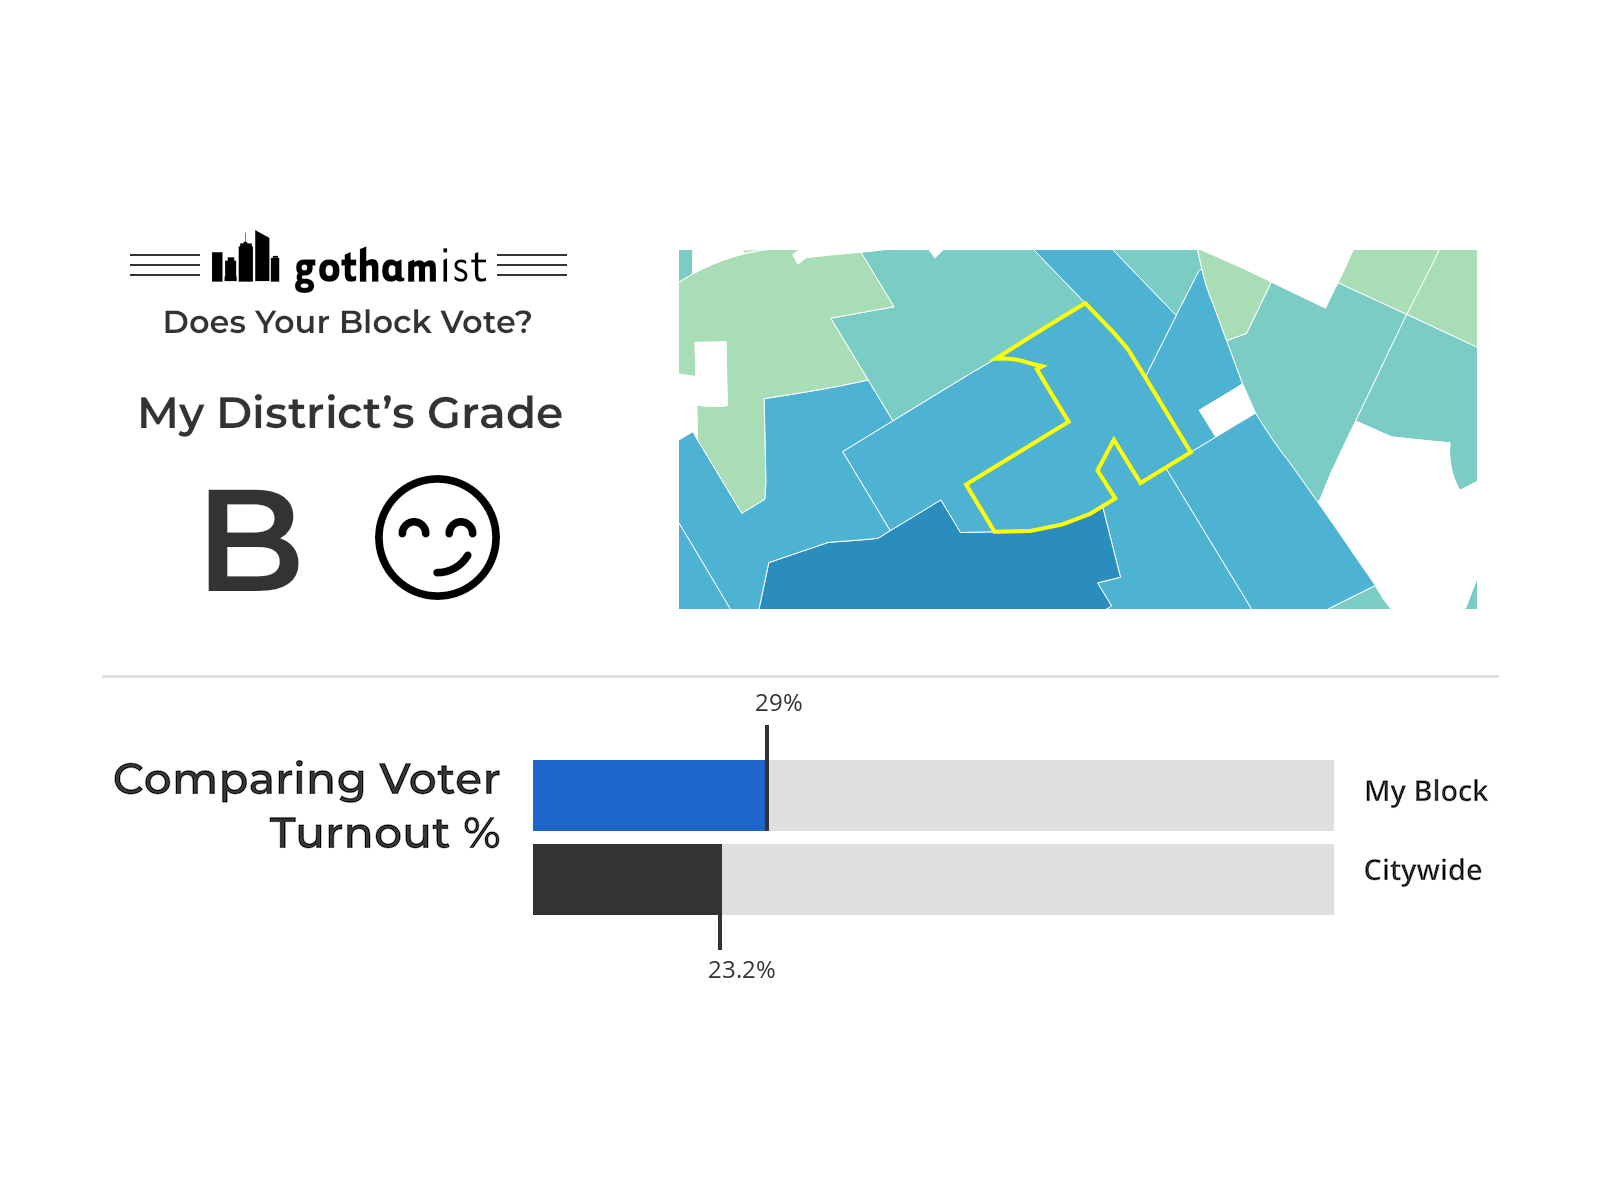 gothamist
Does Your Block Vote?
My District’s Grade
B
29%
Comparing Voter
Turnout %
My Block
Citywide
23.2%